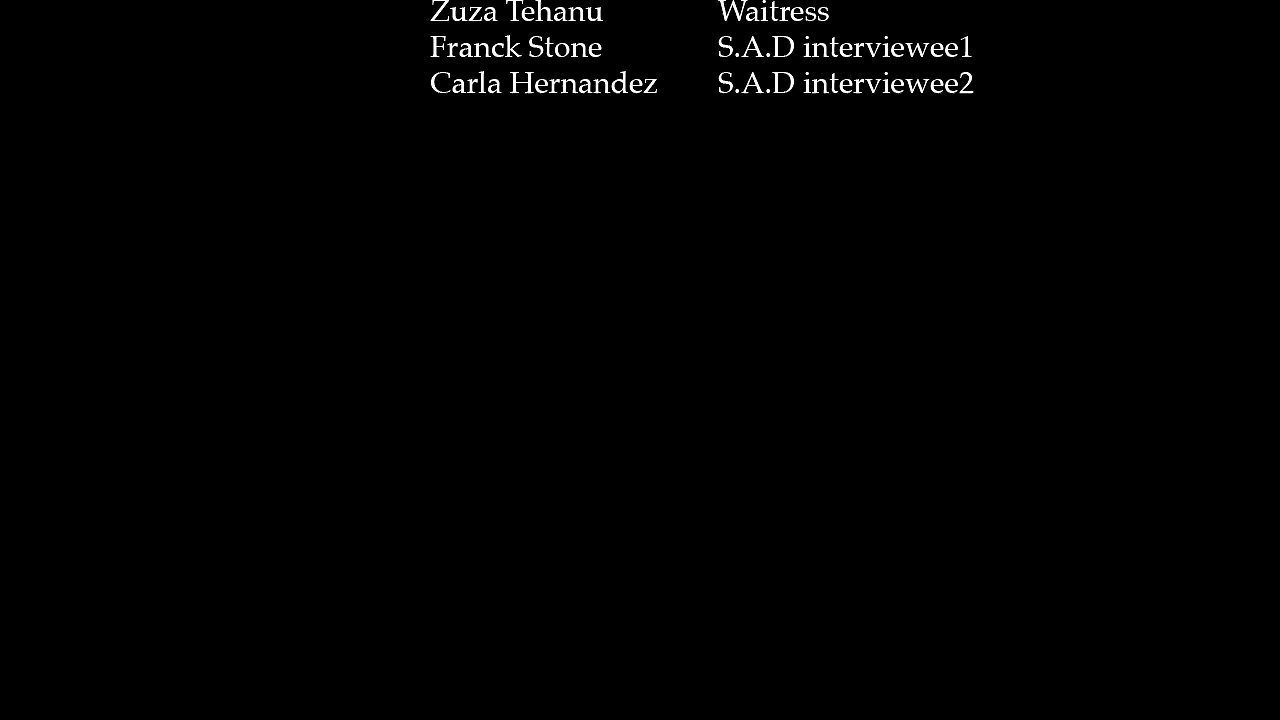 Zuza Tehanu Waitress
Franck Stone S.A.D interviewee1
Carla Hernandez S.A.D interviewee2